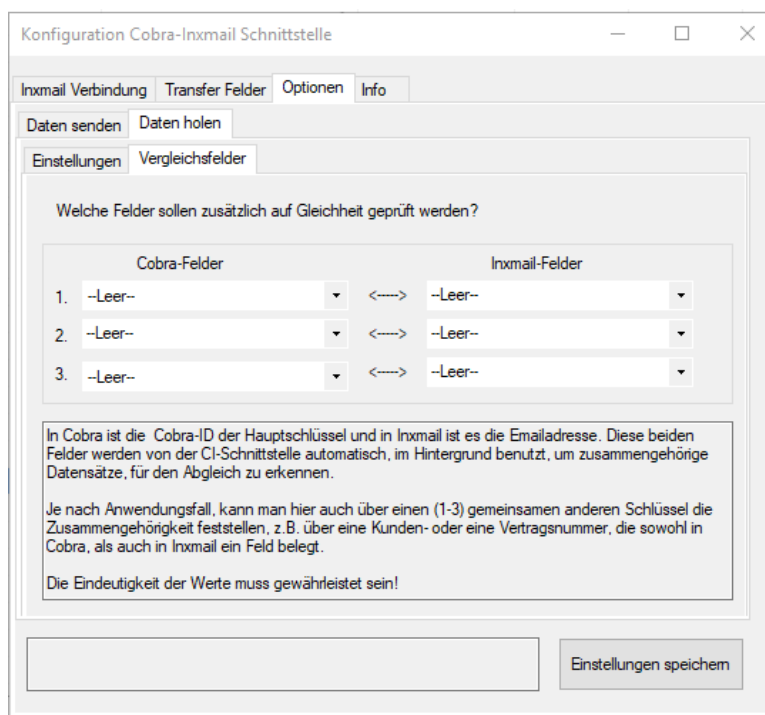 Konfiguration Cobra-Inxmail Schnittstelle
Inxmail Verbindung Transfer Felder Optionen Info
Daten senden Daten holen
Einstellungen Vergleichsfelder
Welche Felder sollen zusätzlich auf Gleichheit geprüft werden?
Cobra-Felder Inxmail-Felder
1. --Leer-- <-----> --Leer--
2. --Leer-- <-----> --Leer--
3. --Leer-- <-----> --Leer--
In Cobra ist die Cobra-ID der Hauptschlüssel und in Inxmail ist es die Emailadresse. Diese beiden
Felder werden von der CI-Schnittstelle automatisch, im Hintergrund benutzt, um zusammengehörige
Datensätze, für den Abgleich zu erkennen.
Je nach Anwendungsfall, kann man hier auch über einen (1-3) gemeinsamen anderen Schlüssel die
Zusammengehörigkeit feststellen, z.B. über eine Kunden- oder eine Vertragsnummer, die sowohl in
Cobra, als auch in Inxmail ein Feld belegt.
Die Eindeutigkeit der Werte muss gewährleistet sein!
Einstellungen speichern